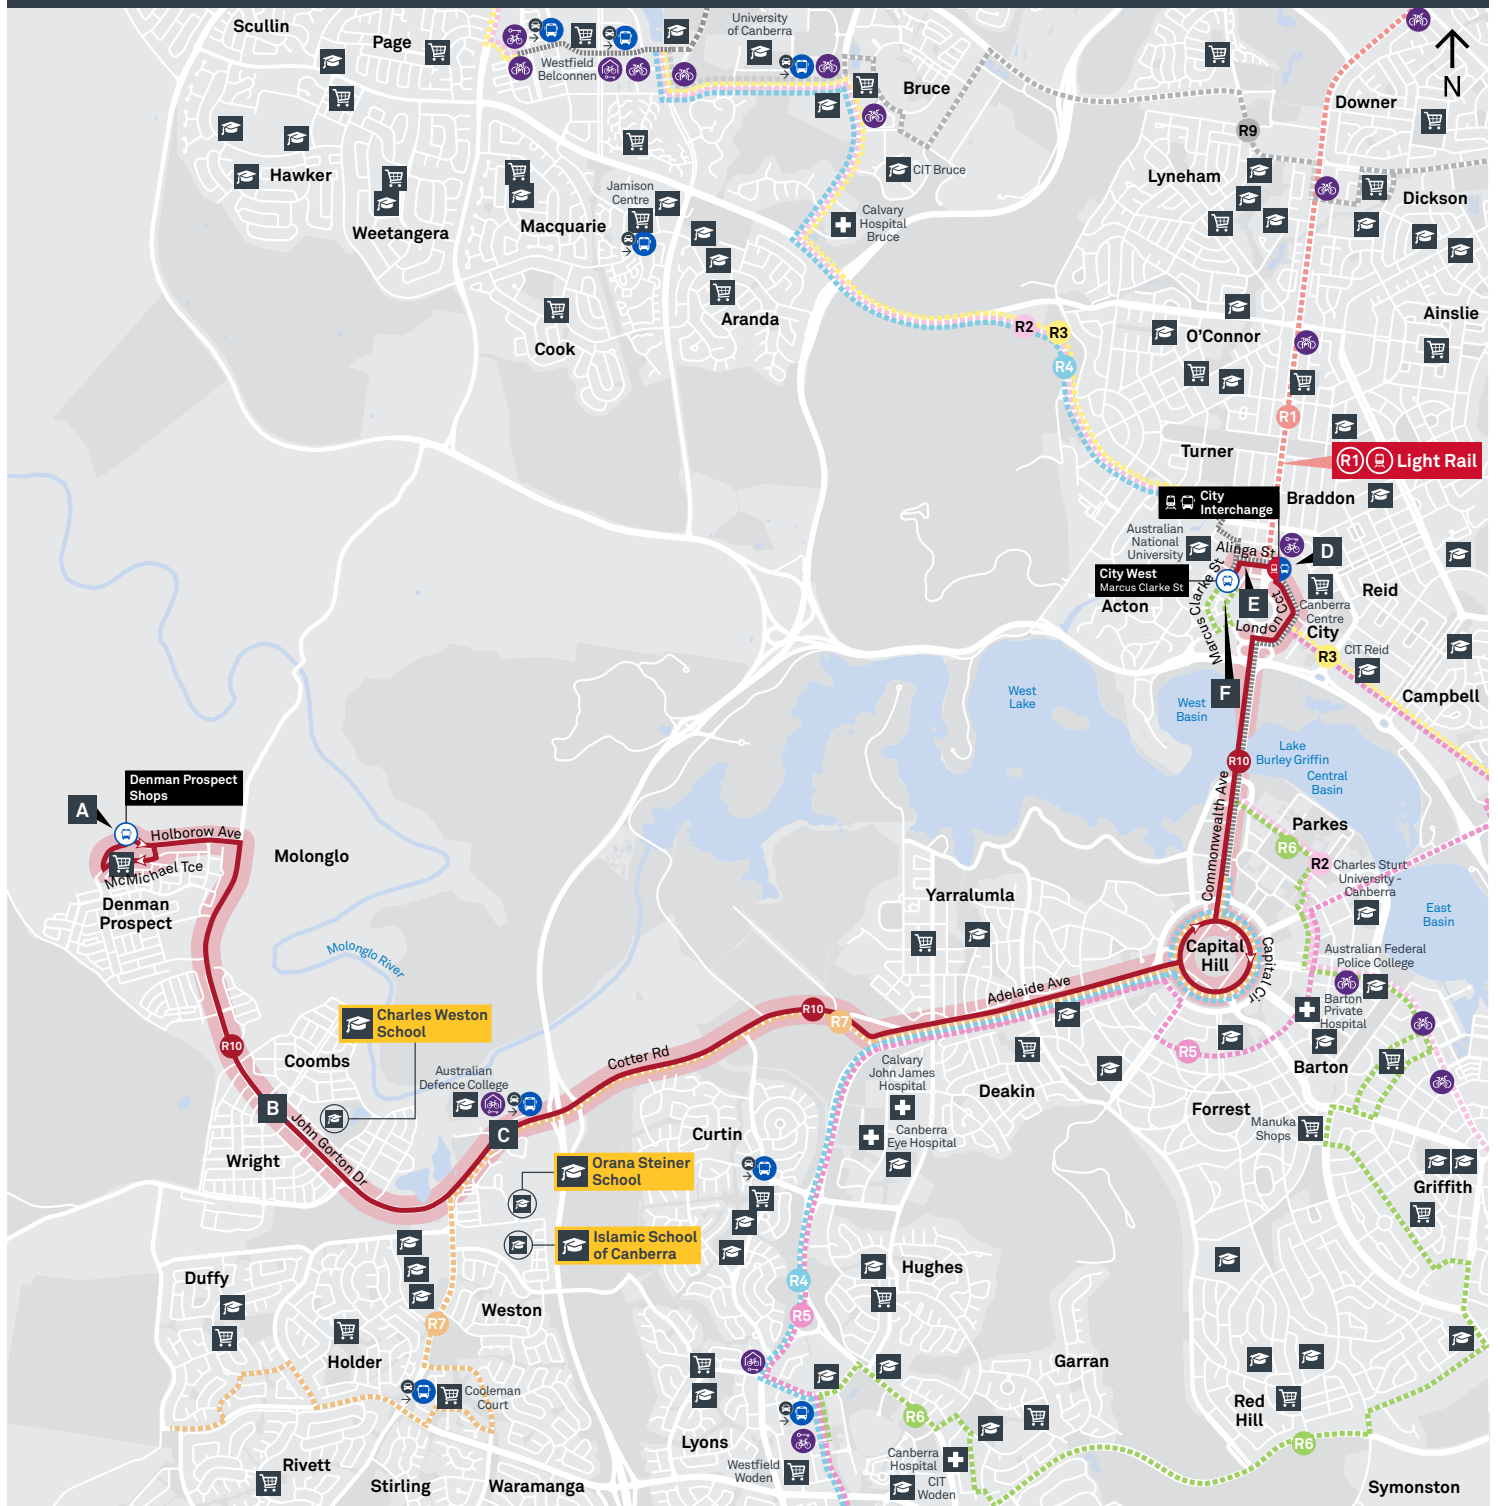 Scullin
Page
University
of Canberra
Westfield
Belconnen
Bruce
N
Downer
R9
Hawker
CIT Bruce
Lyneham
Dickson
Jamison
Centre
Macquarie
Weetangera
Calvary
Hospital
Bruce
Aranda
Cook
R2
R3
R4
O'Connor
Ainslie
R1
Turner
R1 Light Rail
City
Interchange
Braddon
Australian
National
University
Alinga St
D
City West
Marcus Clarke St
Marcus Clarke St
Acton
E
Canberra
Centre
Reid
London Cct
City
R3
CIT Reid
F
Campbell
West
Lake
West
Basin
Lake
Burley Griffin
Central
Basin
R10
Commonwealth Ave
Denman Prospect
Shops
A
Holborow Ave
McMichael Tce
Molonglo
Denman
Prospect
Parkes
R6
R2
Charles Sturt
University -
Canberra
Yarralumla
East
Basin
Molonglo River
Capital
Hill
Capital Cir
Australian Federal
Police College
Adelaide Ave
Barton
Private
Hospital
Charles Weston
School
R10
R7
R10
Coombs
Cotter Rd
R5
Australian
Defence College
Calvary
John James
Hospital
Deakin
Barton
B
C
Forrest
Manuka
Shops
John Gorton Dr
Canberra
Eye Hospital
Curtin
Wright
Orana Steiner
School
Griffith
Islamic School
of Canberra
Duffy
Hughes
R4
Weston
R5
R7
Holder
Garran
Cooleman
Court
Red
Hill
R6
R6
Lyons
Canberra
Hospital
Rivett
Westfield
Woden
CIT
Woden
Stirling
Waramanga
Symonston